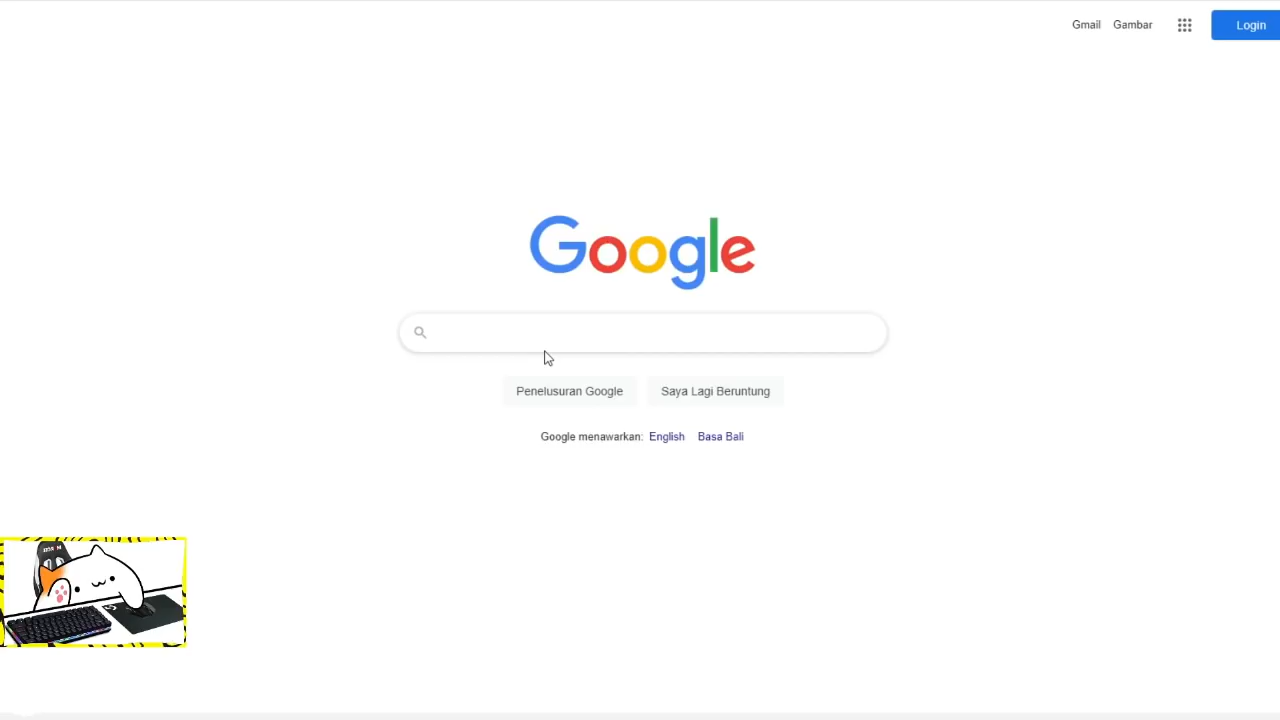 Gmail Gambar Login
Google
Penelusuran Google Saya Lagi Beruntung
Google menawarkan: English Basa Bali